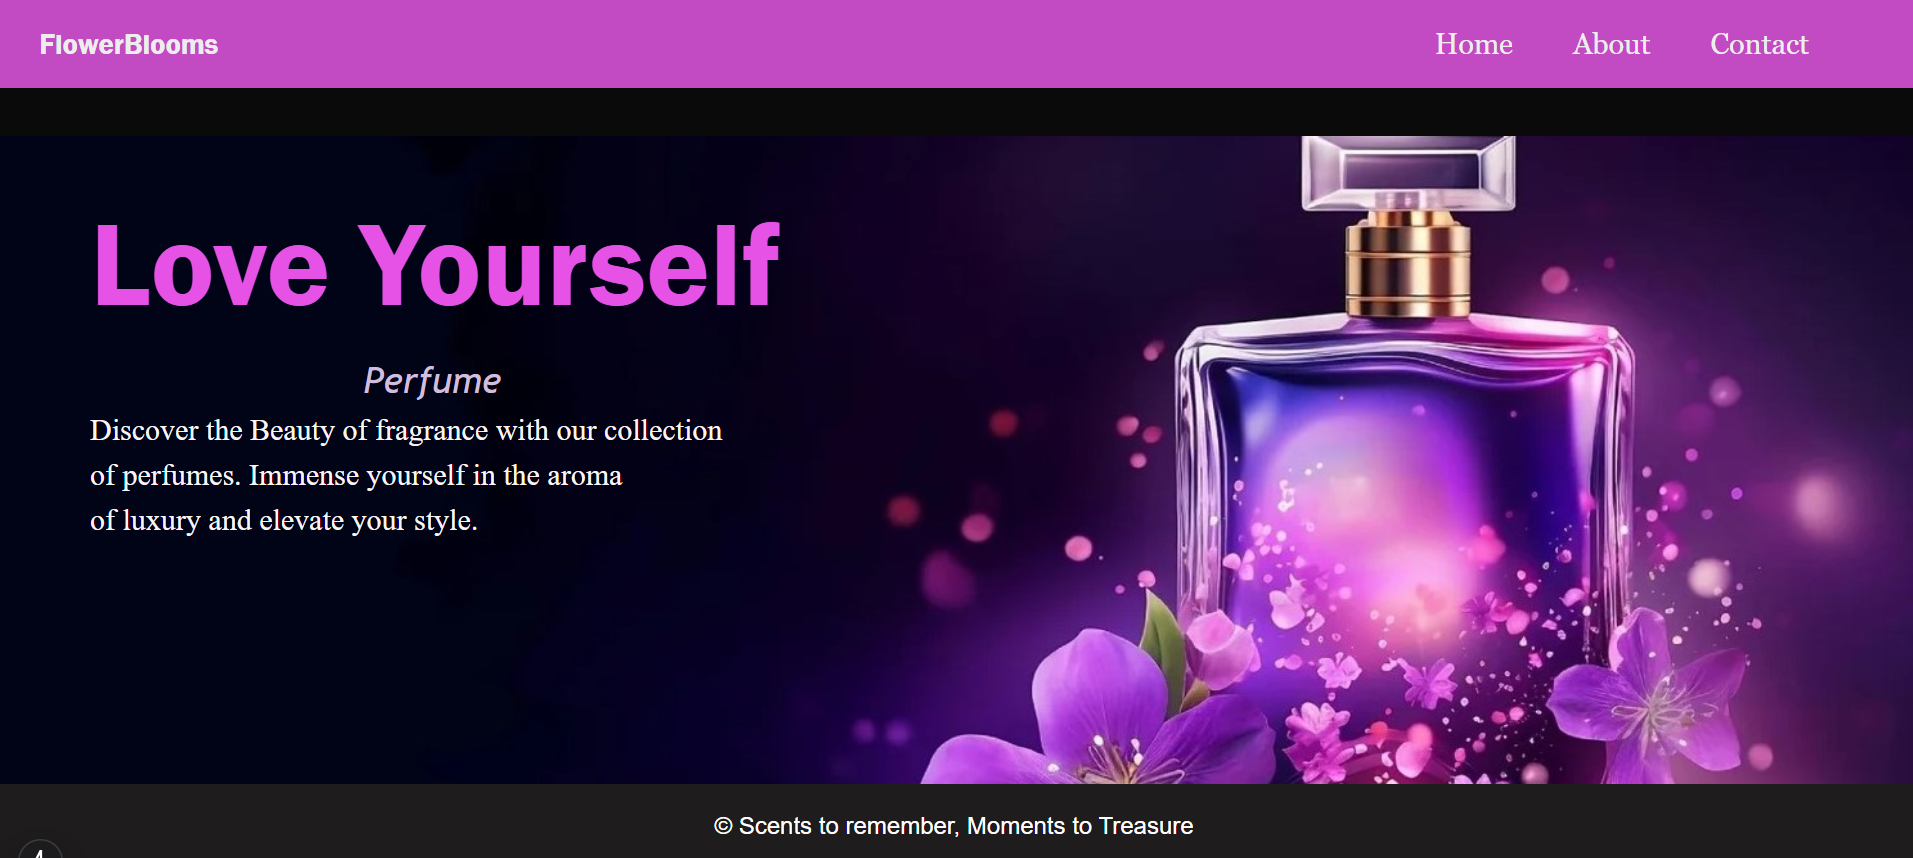 FlowerBlooms
Home About Contact
Love Yourself
Perfume
Discover the Beauty of fragrance with our collection
of perfumes. Immense yourself in the aroma
of luxury and elevate your style.
© Scents to remember, Moments to Treasure